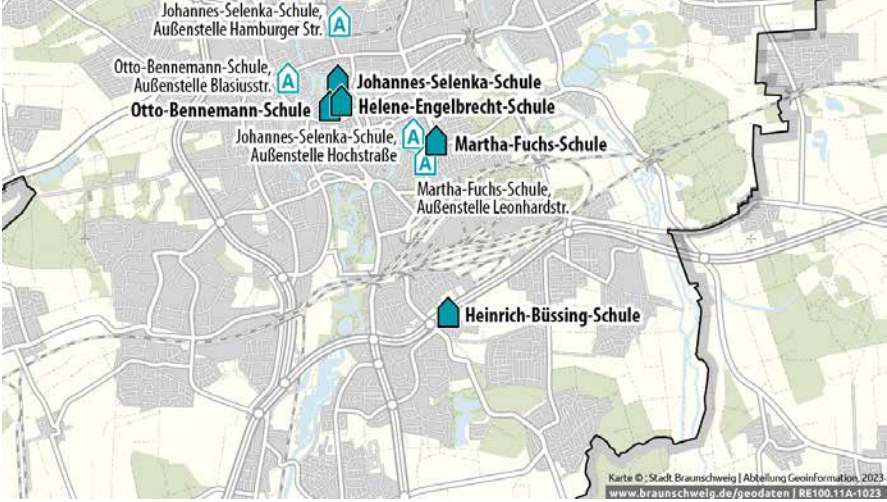 Johannes-Selenka-Schule,
Außenstelle Hamburger Str.
A
Otto-Bennemann-Schule,
Außenstelle Blasiusstr.
A
Johannes-Selenka-Schule
Otto-Bennemann-Schule
Helene-Engelbrecht-Schule
Johannes-Selenka-Schule,
Außenstelle Hochstraße
A
Martha-Fuchs-Schule
A
Martha-Fuchs-Schule,
Außenstelle Leonhardstr.
Heinrich-Büssing-Schule
Karte © ; Stadt Braunschweig | Abteilung Geoinformation, 2023
www.braunschweig.de/geodaten | RE100.11A-1023